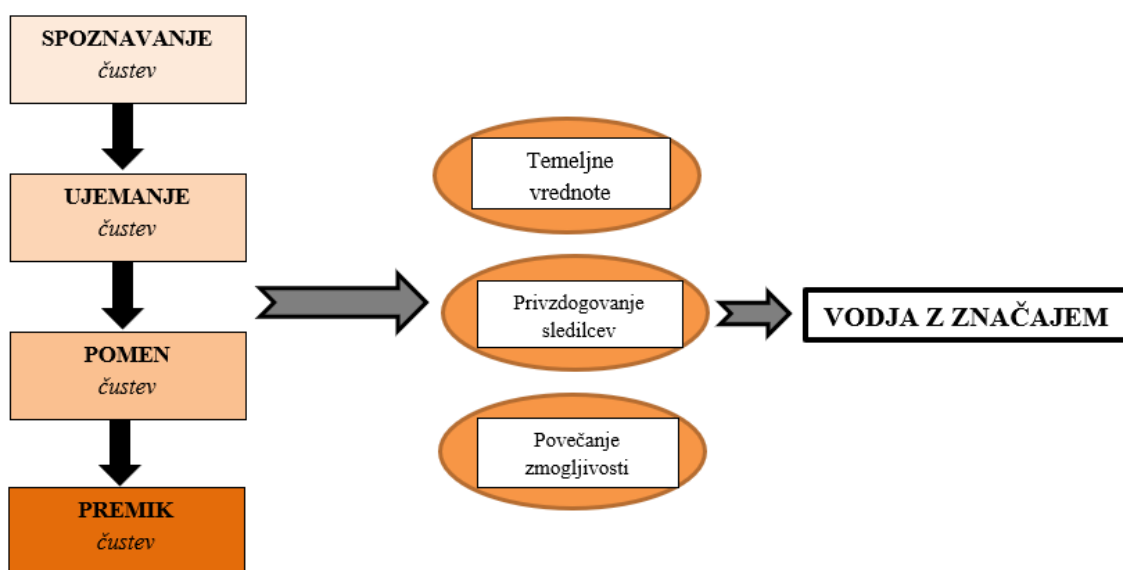 SPOZNAVANJE
čustev
UJEMANJE
čustev
POMEN
čustev
PREMIK
čustev
Temeljne
vrednote
Privzdogovanje
sledilcev
Povečanje
zmogljivosti
VODJA Z ZNAČAJEM